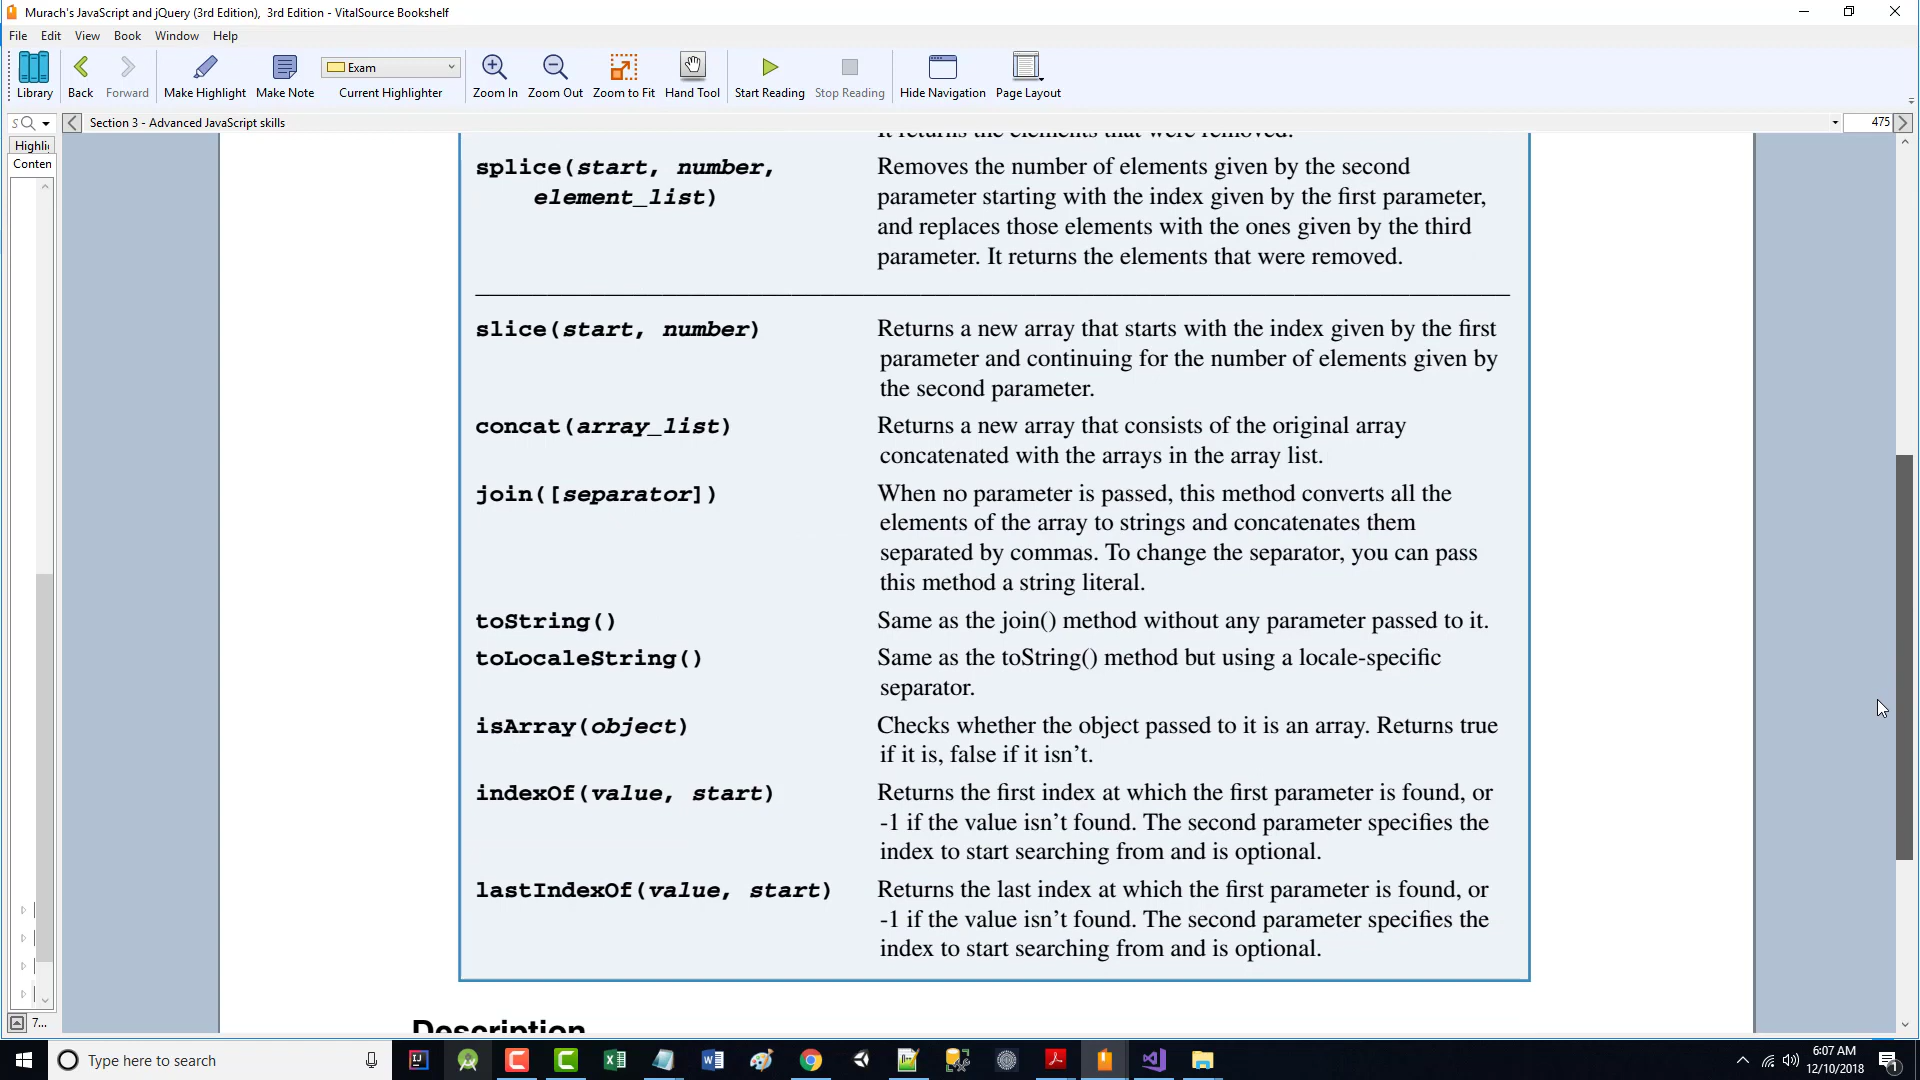 Murach's JavaScript and jQuery (3rd Edition),  3rd Edition - VitalSource Bookshelf
File Edit View Book Window Help
Exam
Library Back Forward Make Highlight Make Note Current Highlighter Zoom In Zoom Out Zoom to Fit Hand Tool Start Reading Stop Reading Hide Navigation Page Layout
S
Section 3 - Advanced JavaScript skills
475
Highli
Conten
It returns the elements that were removed.
splice(start, number,
element_list)
Removes the number of elements given by the second
parameter starting with the index given by the first parameter,
and replaces those elements with the ones given by the third
parameter. It returns the elements that were removed.
slice(start, number)
Returns a new array that starts with the index given by the first
parameter and continuing for the number of elements given by
the second parameter.
concat(array_list)
Returns a new array that consists of the original array
concatenated with the arrays in the array list.
join([separator])
When no parameter is passed, this method converts all the
elements of the array to strings and concatenates them
separated by commas. To change the separator, you can pass
this method a string literal.
toString()
Same as the join() method without any parameter passed to it.
toLocaleString()
Same as the toString() method but using a locale-specific
separator.
isArray(object)
Checks whether the object passed to it is an array. Returns true
if it is, false if it isn't.
indexOf(value, start)
Returns the first index at which the first parameter is found, or
-1 if the value isn't found. The second parameter specifies the
index to start searching from and is optional.
lastIndexOf(value, start)
Returns the last index at which the first parameter is found, or
-1 if the value isn't found. The second parameter specifies the
index to start searching from and is optional.
Description
7...
Type here to search
6:07 AM
12/10/2018
1